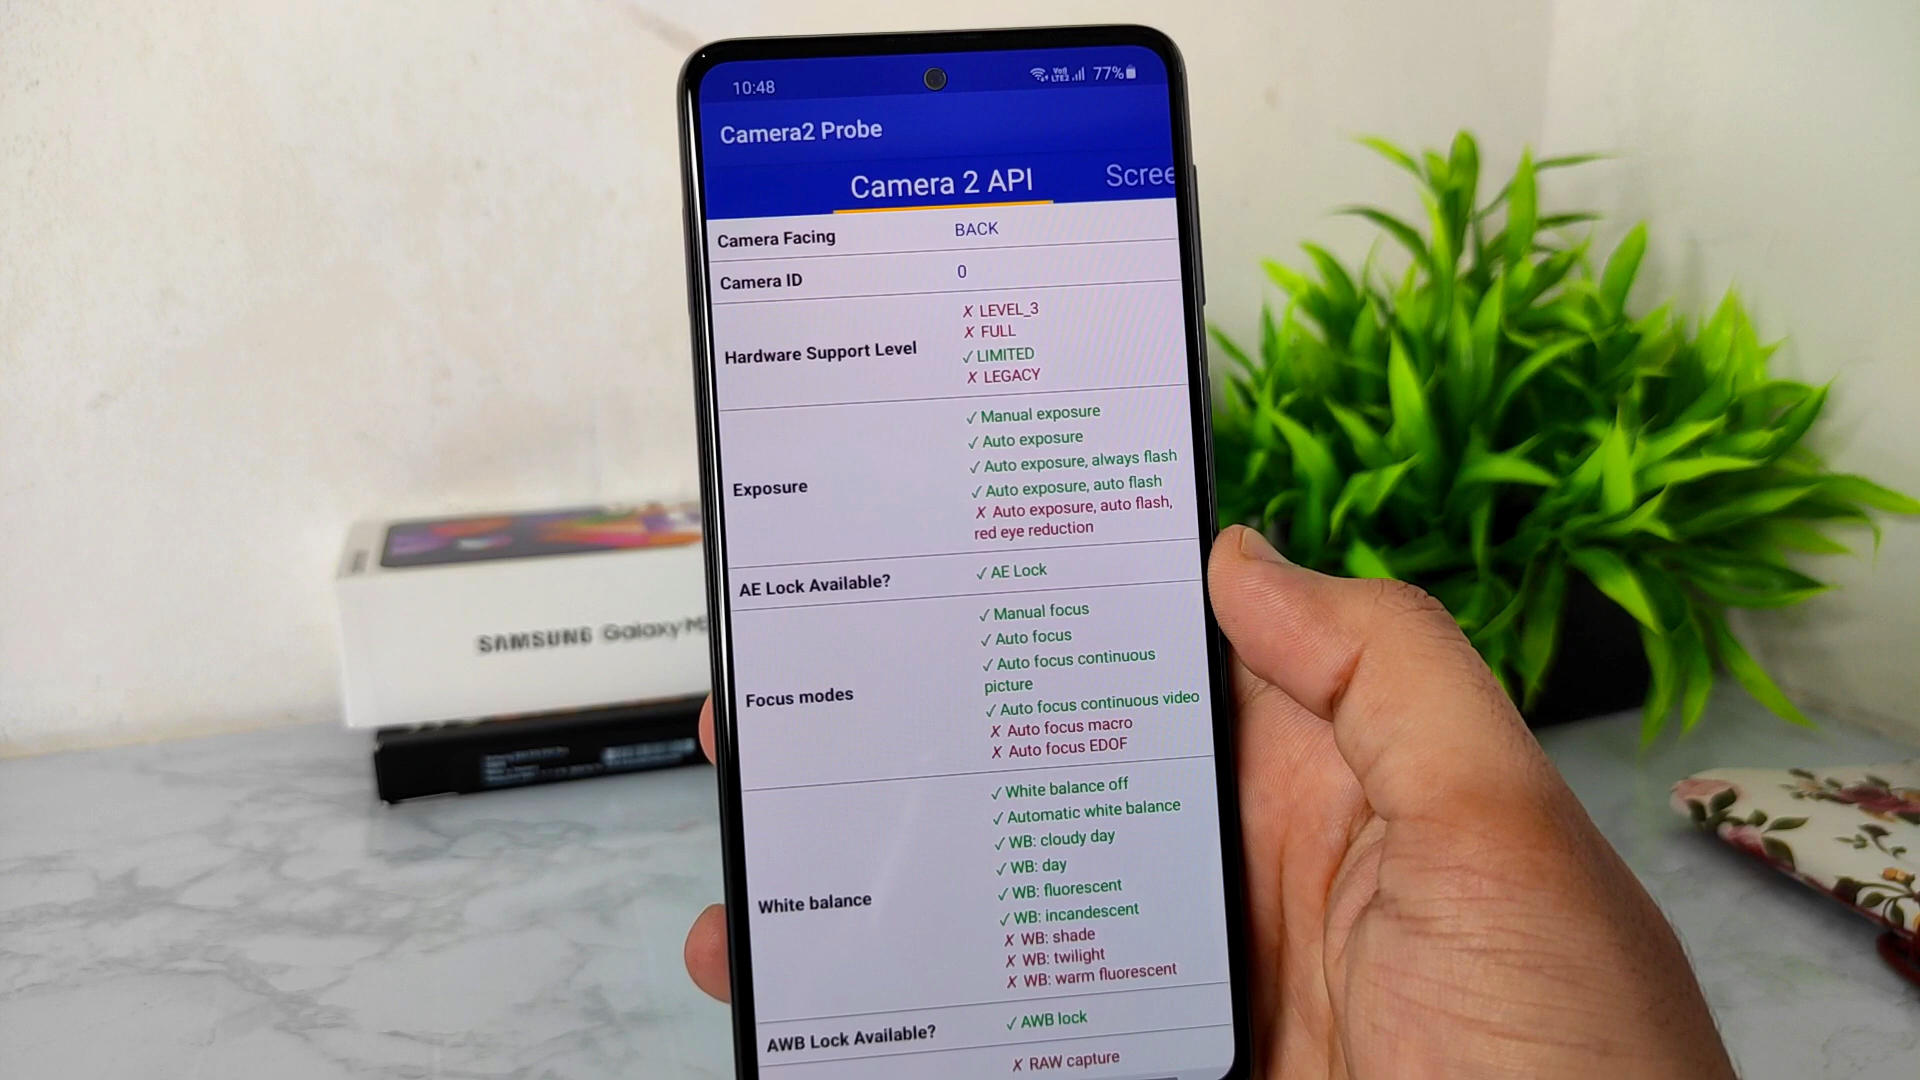 10:48
VoB LTE2 77%
Camera2 Probe
Camera 2 API Scree
Camera Facing BACK
Camera ID 0
Hardware Support Level
✗ LEVEL_3
✗ FULL
✓ LIMITED
✗ LEGACY
Exposure
✓ Manual exposure
✓ Auto exposure
✓ Auto exposure, always flash
✓ Auto exposure, auto flash
✗ Auto exposure, auto flash,
red eye reduction
AE Lock Available? ✓ AE Lock
Focus modes
✓ Manual focus
✓ Auto focus
✓ Auto focus continuous
picture
✓ Auto focus continuous video
✗ Auto focus macro
✗ Auto focus EDOF
White balance
✓ White balance off
✓ Automatic white balance
✓ WB: cloudy day
✓ WB: day
✓ WB: fluorescent
✓ WB: incandescent
✗ WB: shade
✗ WB: twilight
✗ WB: warm fluorescent
AWB Lock Available? ✓ AWB lock
✗ RAW capture
SAMSUNG Galaxy M